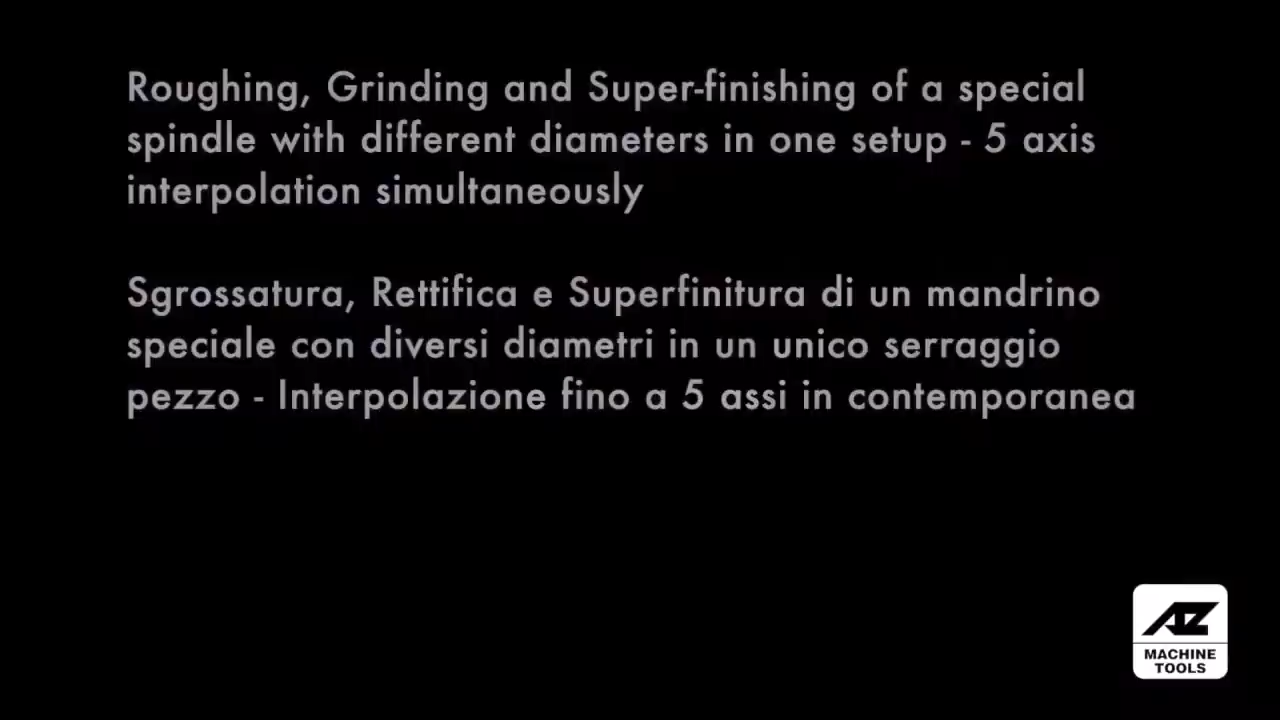 Roughing, Grinding and Super-finishing of a special
spindle with different diameters in one setup - 5 axis
interpolation simultaneously
Sgrossatura, Rettifica e Superfinitura di un mandrino
speciale con diversi diametri in un unico serraggio
pezzo - Interpolazione fino a 5 assi in contemporanea
AZ
MACHINE
TOOLS